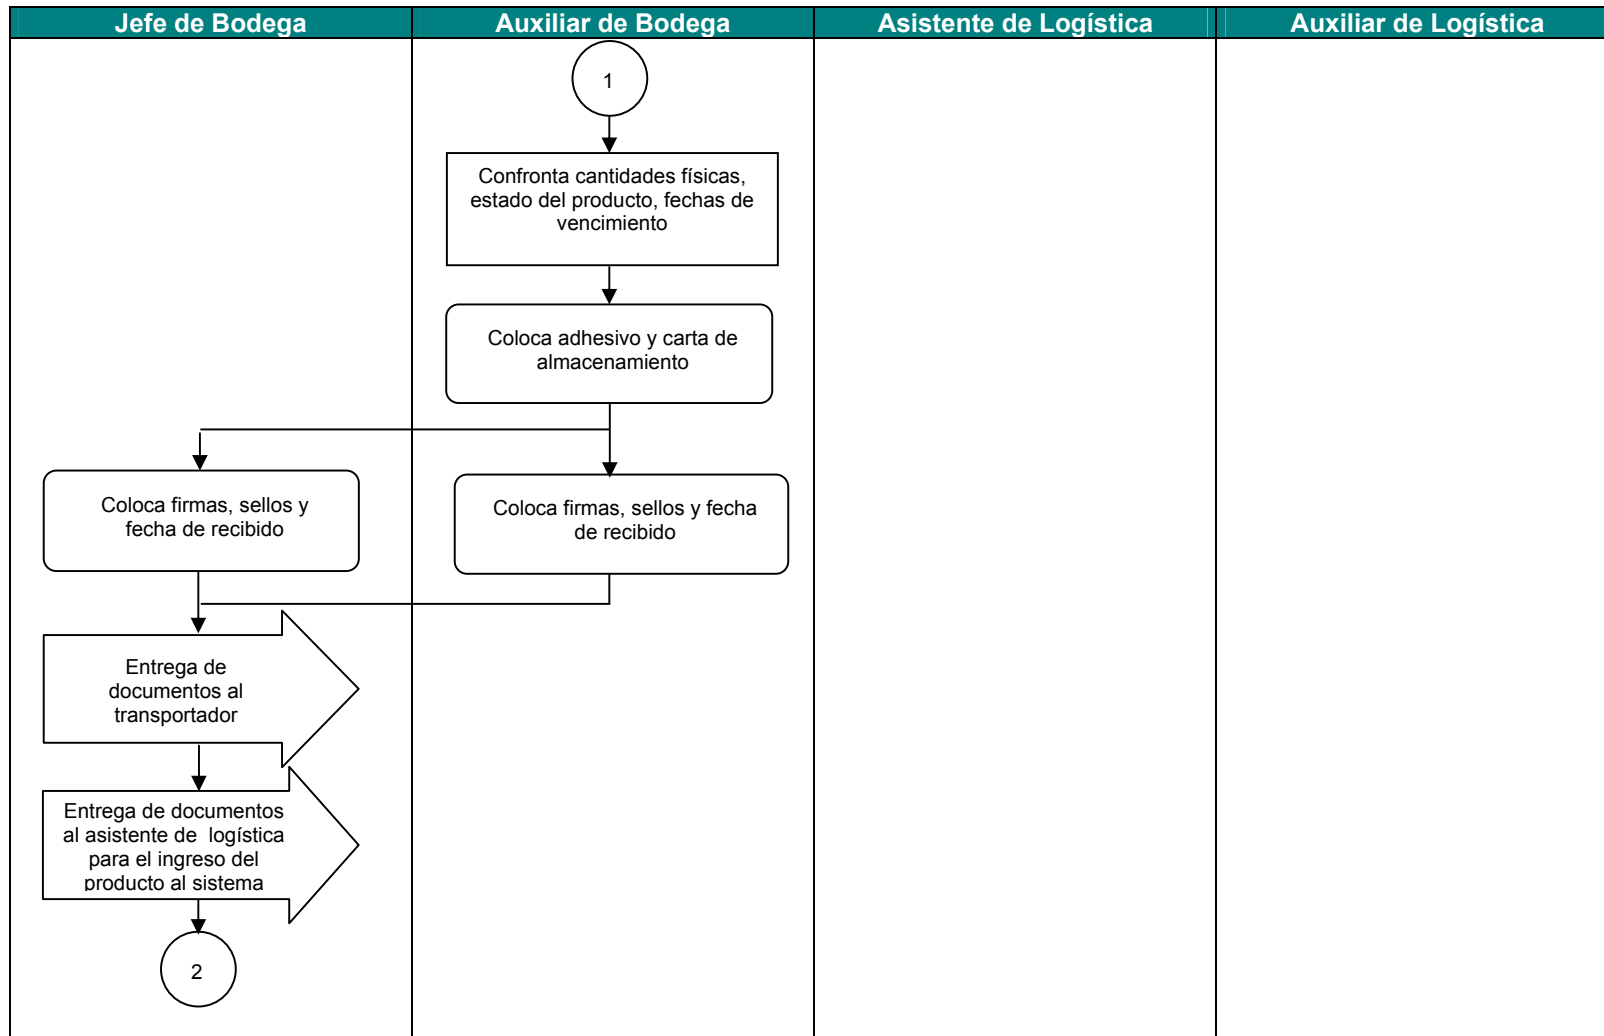 Jefe de Bodega
Auxiliar de Bodega
Asistente de Logística
Auxiliar de Logística
1
Confronta cantidades físicas,
estado del producto, fechas de
vencimiento
Coloca adhesivo y carta de
almacenamiento
Coloca firmas, sellos y
fecha de recibido
Coloca firmas, sellos y fecha
de recibido
Entrega de
documentos al
transportador
Entrega de documentos
al asistente de logística
para el ingreso del
producto al sistema
2